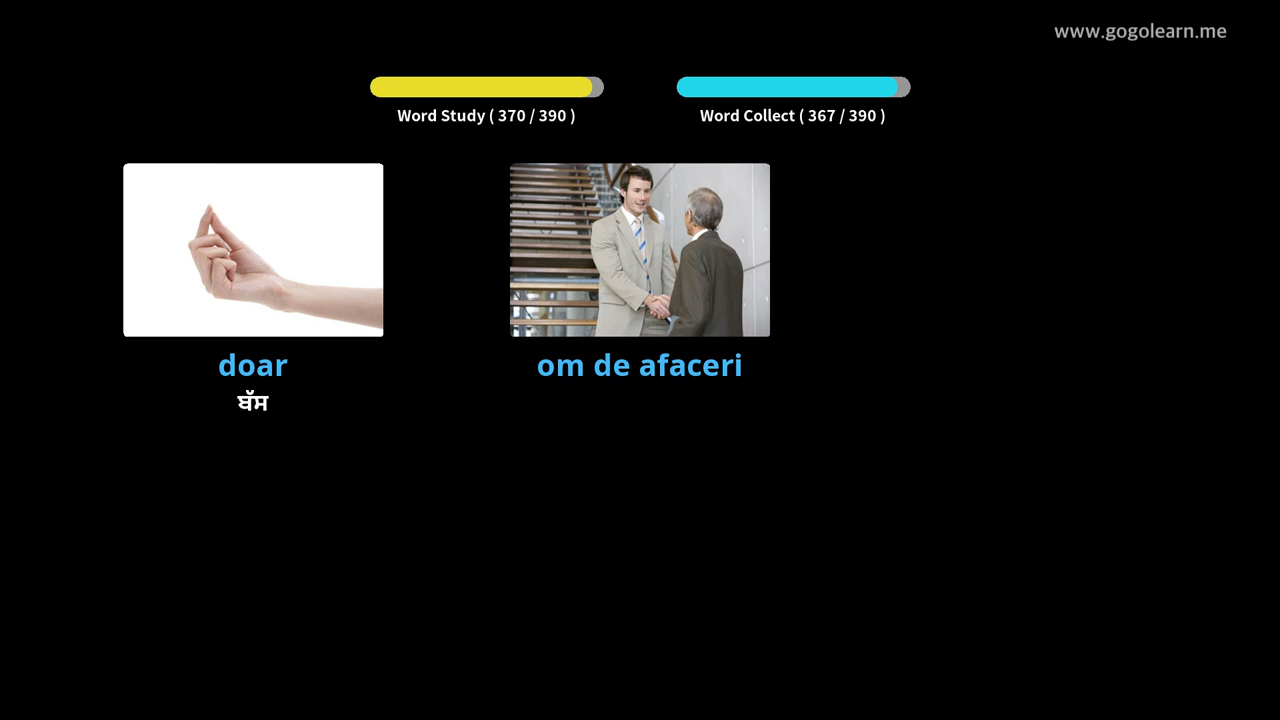 www.gogolearn.me
Word Study ( 370 / 390 )
Word Collect ( 367 / 390 )
doar
om de afaceri
ਬੱਸ